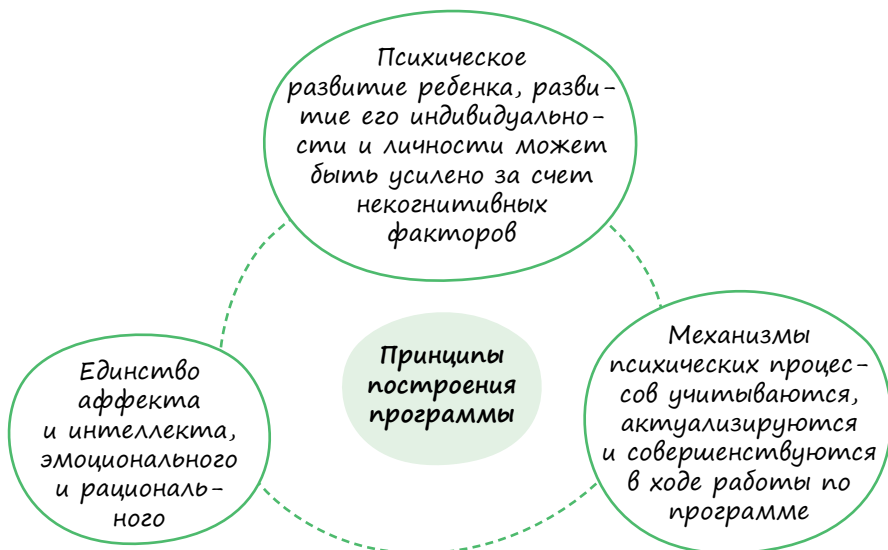 Психическое
развитие ребенка, разви-
тие его индивидуально-
сти и личности может
быть усилено за счет
некогнитивных
факторов
Принципы
построения
программы
Единство
аффекта
и интеллекта,
эмоционального
и рациональ-
ного
Механизмы
психических процес-
сов учитываются,
актуализируются
и совершенствуются
в ходе работы по
программе